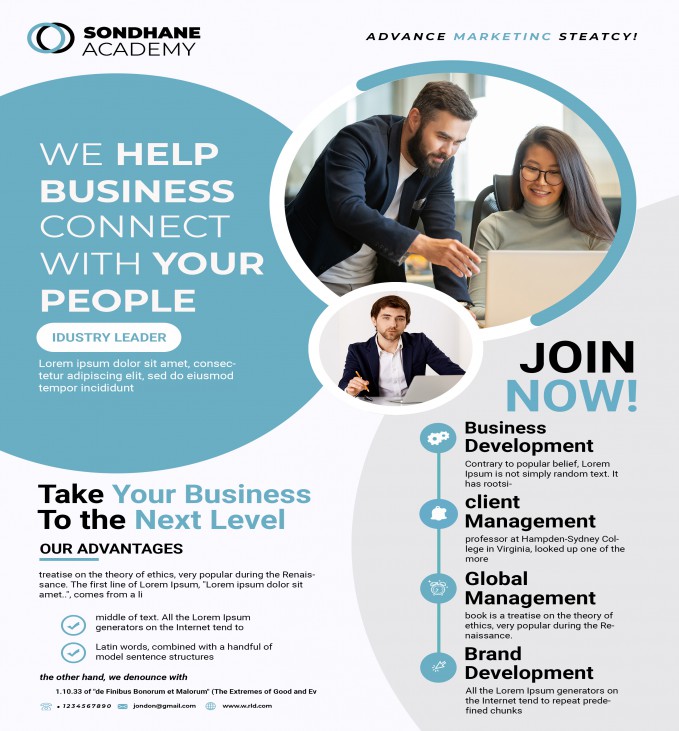 SONDHANE
ACADEMY
ADVANCE MARKETINC STEATCY!
WE HELP
BUSINESS
CONNECT
WITH YOUR
PEOPLE
IDUSTRY LEADER
Lorem ipsum dolor sit amet, consec-
tetur adipiscing elit, sed do eiusmod
tempor incididunt
JOIN
NOW!
Business
Development
Contrary to popular belief, Lorem
Ipsum is not simply random text. It
has rootsi-
client
Management
professor at Hampden-Sydney Col-
lege in Virginia, looked up one of the
more
Global
Management
book is a treatise on the theory of
ethics, very popular during the Re-
naissance.
Brand
Development
All the Lorem Ipsum generators on
the Internet tend to repeat prede-
fined chunks
Take Your Business
To the Next Level
OUR ADVANTAGES
treatise on the theory of ethics, very popular during the Renais-
sance. The first line of Lorem Ipsum, "Lorem ipsum dolor sit
amet..", comes from a li
middle of text. All the Lorem Ipsum
generators on the Internet tend to
Latin words, combined with a handful of
model sentence structures
the other hand, we denounce with
1.10.33 of "de Finibus Bonorum et Malorum" (The Extremes of Good and Ev
• 1234567890 jondon@gmail.com www.w.rld.com